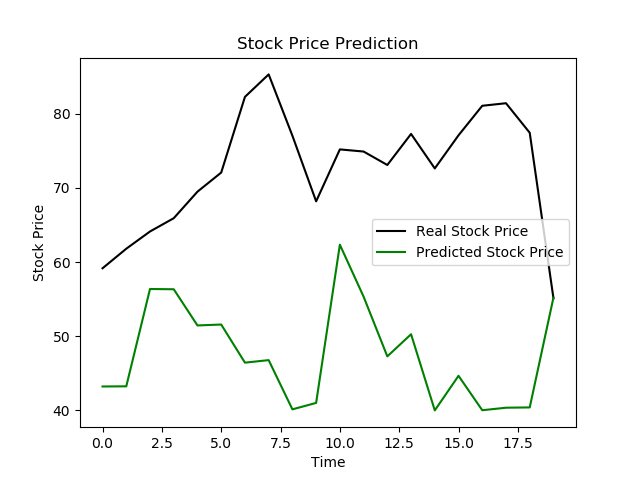 Stock Price Prediction
80
70
60
50
40
Stock Price
Real Stock Price
Predicted Stock Price
0.0 2.5 5.0 7.5 10.0 12.5 15.0 17.5
Time